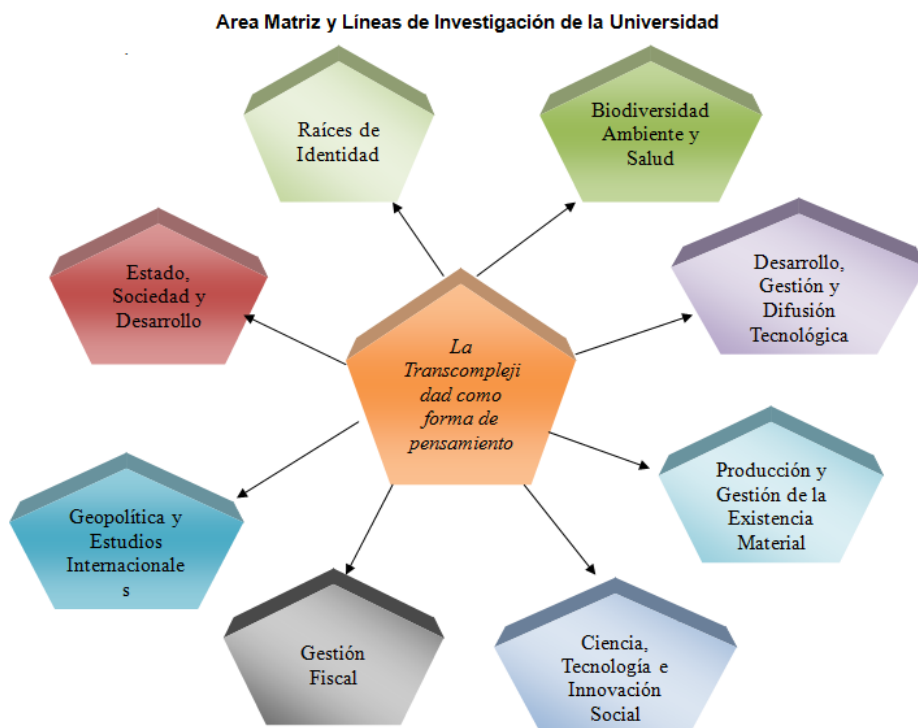 Area Matriz y Líneas de Investigación de la Universidad
Raíces de
Identidad
Biodiversidad
Ambiente y
Salud
Estado,
Sociedad y
Desarrollo
Desarrollo,
Gestión y
Difusión
Tecnológica
La
Transcompleji
dad como
forma de
pensamiento
Geopolítica y
Estudios
Internacionale
s
Producción y
Gestión de la
Existencia
Material
Gestión
Fiscal
Ciencia,
Tecnología e
Innovación
Social